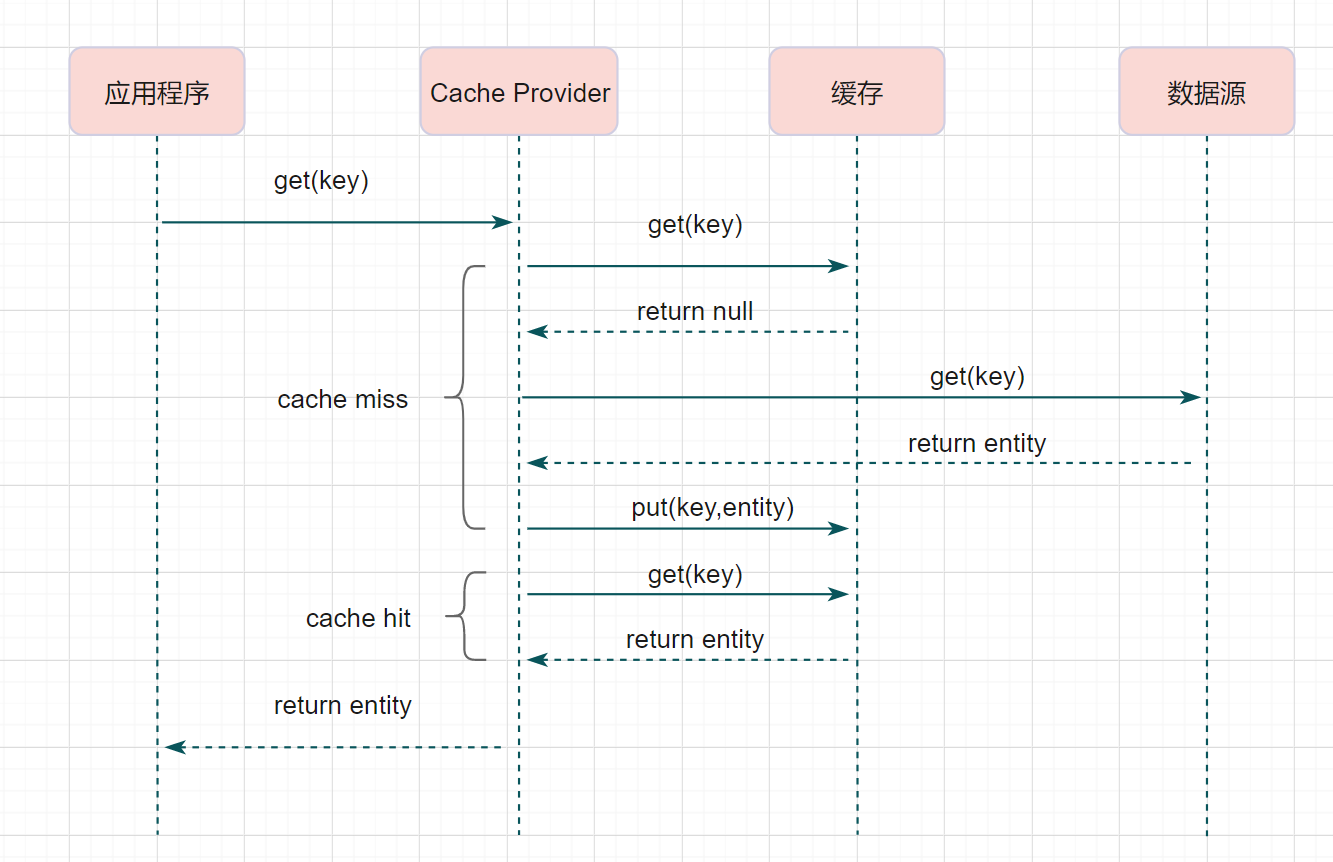 应用程序
Cache Provider
缓存
数据源
get(key)
get(key)
return null
get(key)
cache miss
return entity
put(key,entity)
get(key)
cache hit
return entity
return entity